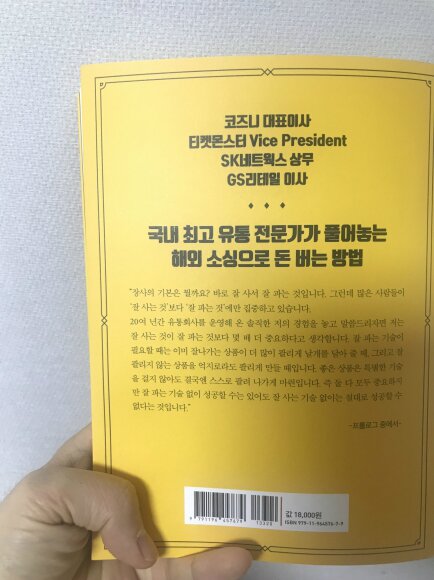 코즈니 대표이사
티켓몬스터 Vice President
SK네트웍스 상무
GS리테일 이사
국내 최고 유통 전문가가 풀어놓는
해외 소싱으로 돈 버는 방법
"장사의 기본은 뭘까요? 바로 잘 사서 잘 파는 것입니다. 그런데 많은 사람들이
'잘 사는 것'보다 '잘 파는 것'에만 집중하고 있습니다.
20여 년간 유통회사를 운영해 온 솔직한 저의 경험을 놓고 말씀드리자면 저는
잘 사는 것이 잘 파는 것보다 몇 배 더 중요하다고 생각합니다. 잘 파는 기술이
필요할 때는 이미 잘나가는 상품이 더 많이 팔리게 날개를 달아 줄 때, 그리고 잘
팔리지 않는 상품을 억지로라도 팔리게 만들 때입니다. 좋은 상품은 특별한 기술
을 걸지 않아도 결국엔 스스로 팔려 나가게 마련입니다. 즉 둘 다 모두 중요하지
만 잘 파는 기술 없이 성공할 수는 있어도 잘 사는 기술 없이는 절대로 성공할 수
없다는 것입니다."
-프롤로그 중에서-
값 18,000원
9 791196 457679
13320
ISBN 979-11-964576-7-9